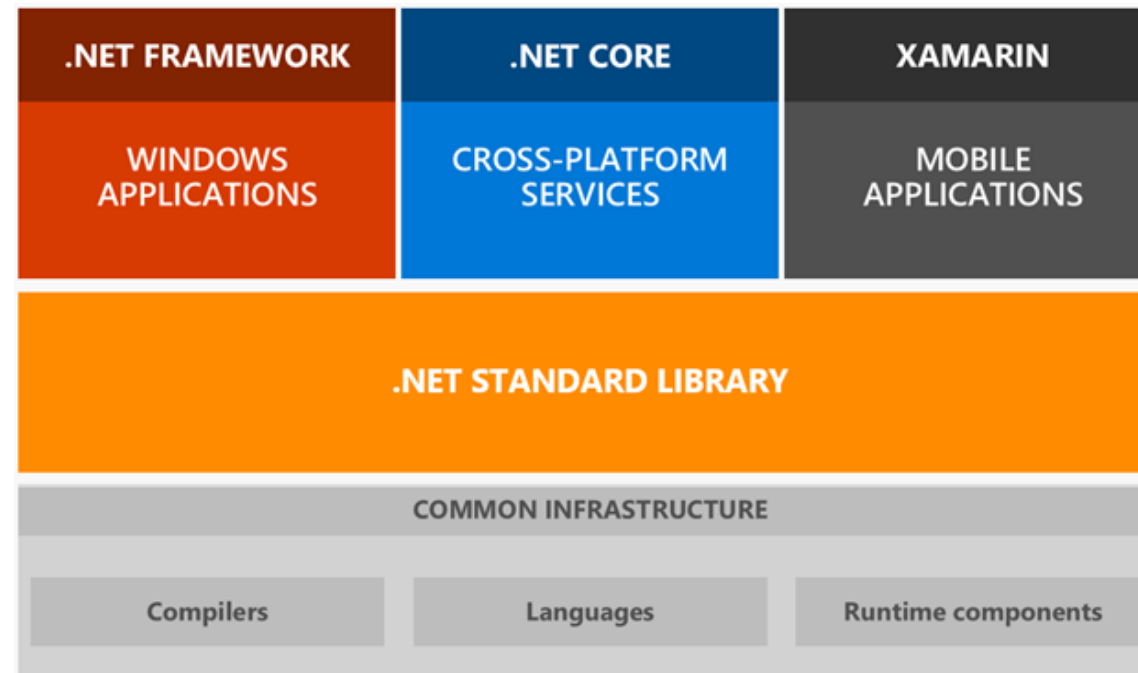 .NET FRAMEWORK
.NET CORE
XAMARIN
WINDOWS
APPLICATIONS
CROSS-PLATFORM
SERVICES
MOBILE
APPLICATIONS
.NET STANDARD LIBRARY
COMMON INFRASTRUCTURE
Compilers
Languages
Runtime components